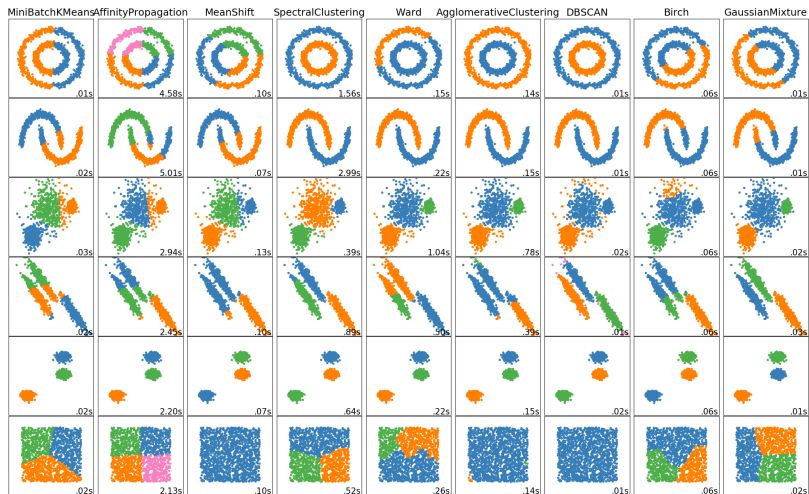 MiniBatchKMeans AffinityPropagation MeanShift SpectralClustering Ward AgglomerativeClustering DBSCAN Birch GaussianMixture
.01s 4.58s .10s 1.56s .15s .14s .01s .06s .01s
.02s 5.01s .07s 2.99s .22s .15s .01s .06s .01s
.03s 2.94s .13s .39s 1.04s .78s .02s .06s .02s
.02s 2.45s .10s .89s .50s .39s .01s .06s .03s
.02s 2.20s .07s .64s .22s .15s .02s .06s .01s
.02s 2.13s .10s .52s .26s .14s .01s .06s .02s